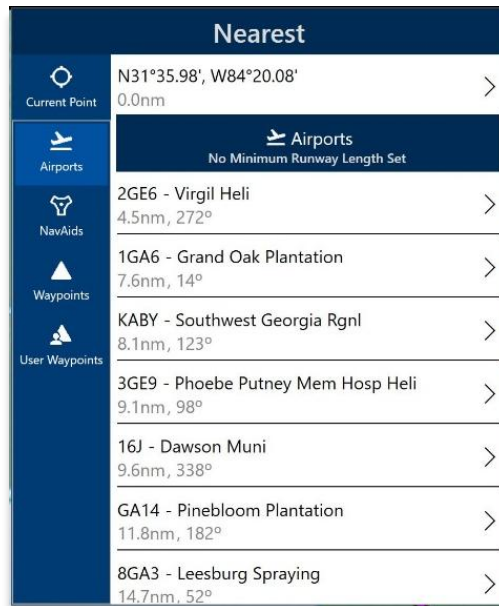 Nearest
Current Point
N31°35.98', W84°20.08'
0.0nm
Airports
NavAids
Waypoints
User Waypoints
Airports
No Minimum Runway Length Set
2GE6 - Virgil Heli
4.5nm, 272°
1GA6 - Grand Oak Plantation
7.6nm, 14°
KABY - Southwest Georgia Rgnl
8.1nm, 123°
3GE9 - Phoebe Putney Mem Hosp Heli
9.1nm, 98°
16J - Dawson Muni
9.6nm, 338°
GA14 - Pinebloom Plantation
11.8nm, 182°
8GA3 - Leesburg Spraying
14.7nm, 52°